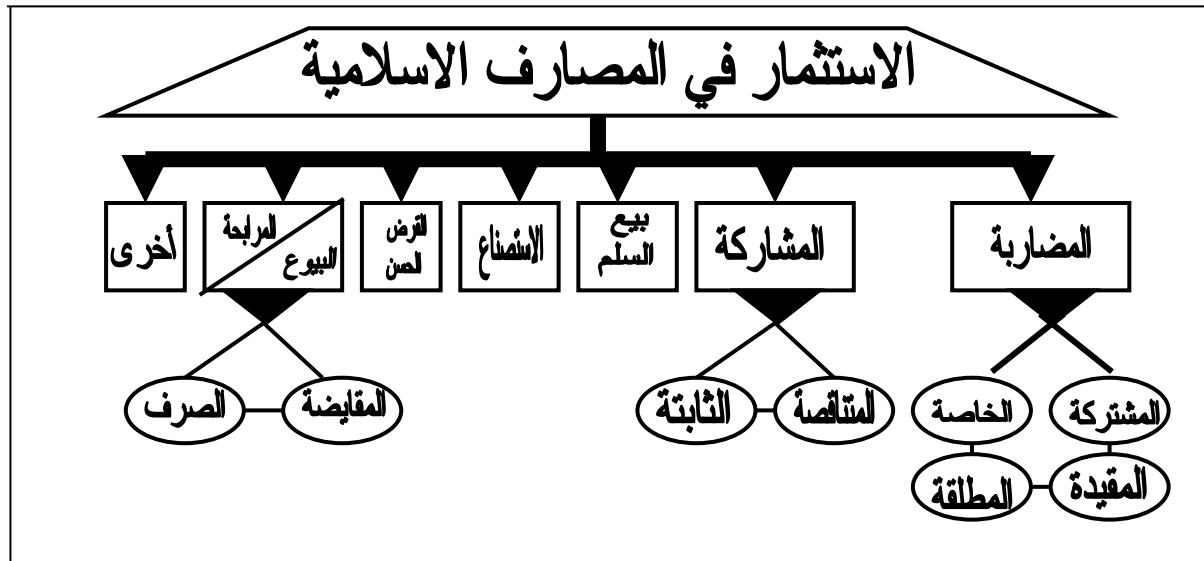 الاستثمار في المصارف الاسلامية
المضاربة
المشاركة
بيع
السلم
الاستصناع
القرض
الحسن
المرابحة
البيوع
أخرى
المشتركة
الخاصة
المقيدة
المطلقة
المتناقصة
الثابتة
المقايضة
الصرف